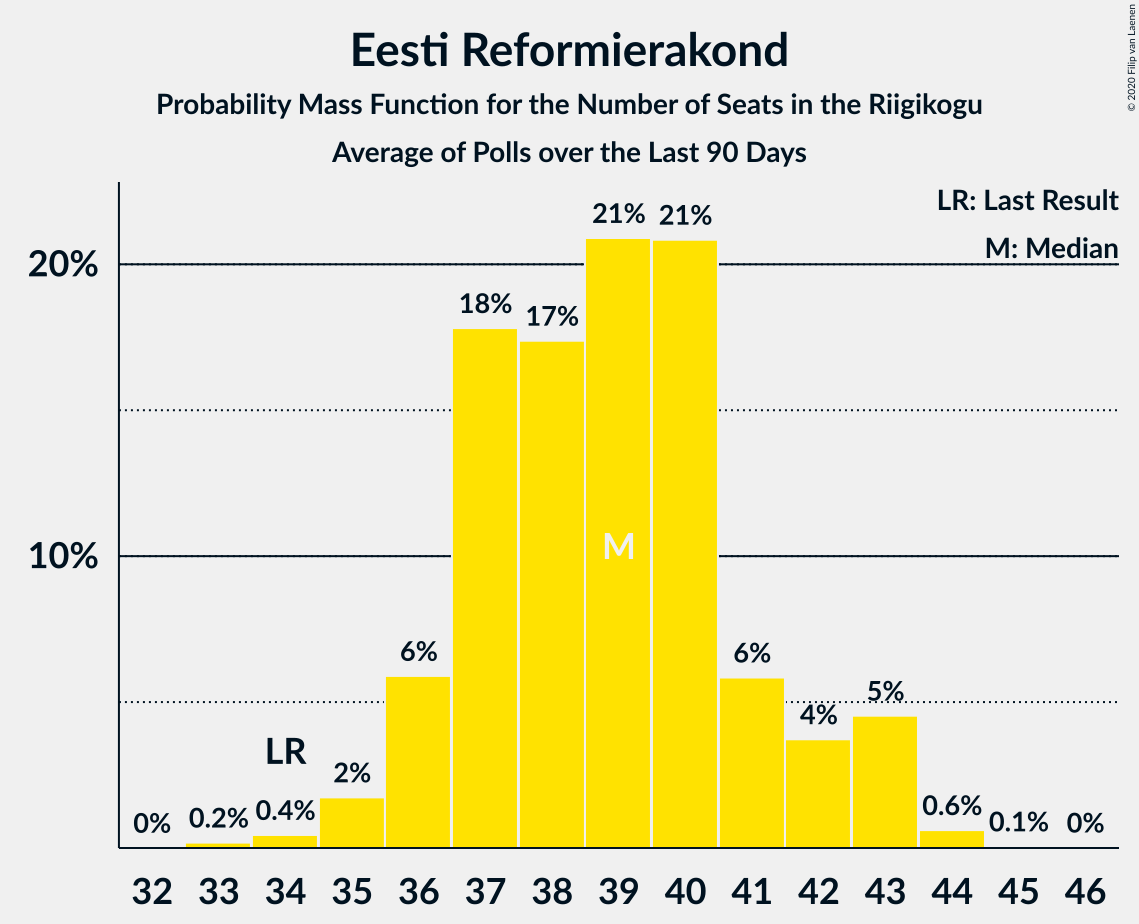 Eesti Reformierakond
Probability Mass Function for the Number of Seats in the Riigikogu
Average of Polls over the Last 90 Days
© 2020 Filip van Laenen
LR: Last Result
M: Median
20%
10%
0% 0.2% 0.4% 2% 6% 18% 17% 21% 21% 6% 4% 5% 0.6% 0.1% 0%
LR
M
32 33 34 35 36 37 38 39 40 41 42 43 44 45 46